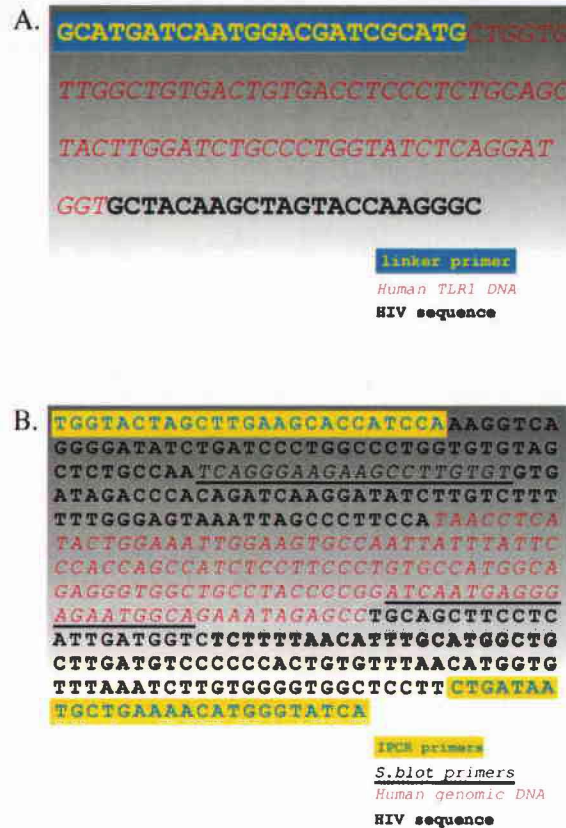 A.
GCATGATCAATGGACGATCGCATGCTGGTG
TTGGCTGTGACTGTGACCTCCCTCTGCAGC
TACTTGGATCTGCCCTGGTATCTCAGGAT
GGTGCTACAAGCTAGTACCAAGGGC
linker primer
Human TLR1 DNA
HIV sequence
B.
TGGTACTAGCTTGAAGCACCATCCAAAGGTCA
GGGGATATCTGATCCCTGGCCCTGGTGTGTAG
CTCTGCCAATCAGGGAAGAAGCCTTGTGTGTG
ATAGACCCACAGATCAAGGATATCTTGTCTTT
TTTGGGAGTAAATTAGCCCTTCCATAACCTCA
TACTGGAAATTGGAAGTGCCAATTATTTATTC
CCACCAGCCATCTCCTTCCCTGTGCCATGGCA
GAGGGTGGCTGCCTACCCCGGATCAATGAGGG
AGAATGGCAGAAATAGAGCCTGCAGCTTCCTC
ATTGATGGTCTCTTTTAACATTTGCATGGCTG
CTTGATGTCCCCCCACTGTGTTTAACATGGTG
TTTAAATCTTGTGGGGTGGCTCCTTCTGATAA
TGCTGAAAACATGGGTATCA
IPCR primers
S.blot primers
Human genomic DNA
HIV sequence